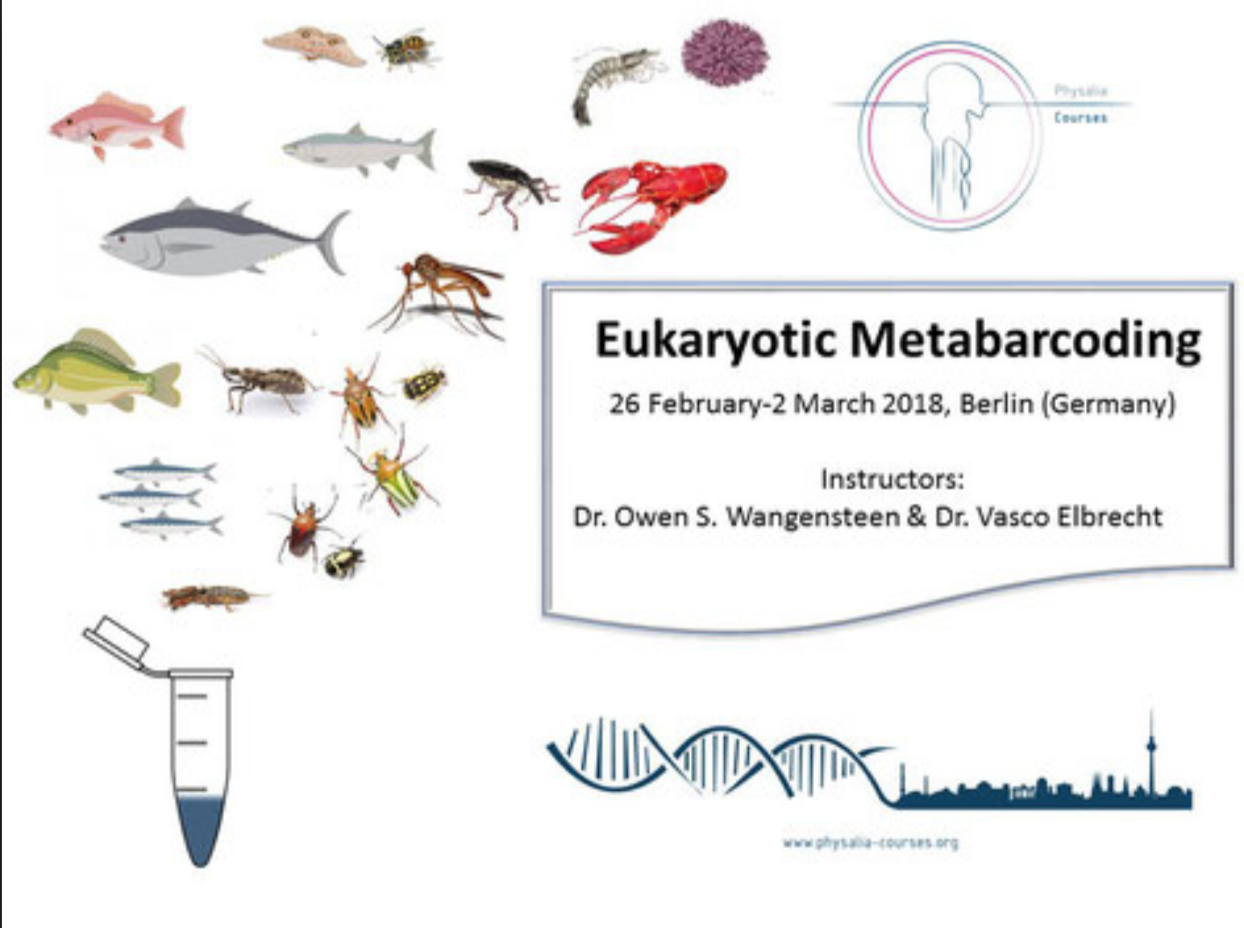 Physalia
Courses
Eukaryotic Metabarcoding
26 February-2 March 2018, Berlin (Germany)
Instructors:
Dr. Owen S. Wangensteen & Dr. Vasco Elbrecht
www.physalia-courses.org